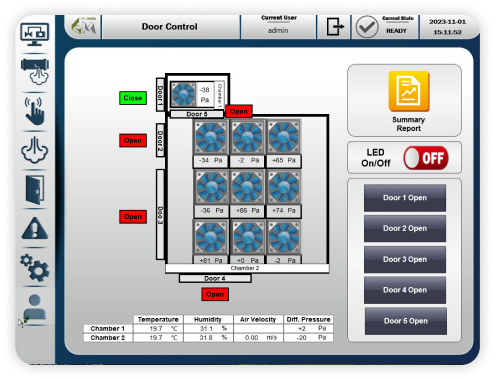 GM
Door Control
Current User
admin
Current State
READY
2023-11-01
15:11:52
Close
Door 1
-38
Pa
Chamber 1
Door 5
Open
Open
Door 2
-34 Pa
-2 Pa
+65 Pa
Open
Doo 3
-36 Pa
+86 Pa
+74 Pa
+81 Pa
+0 Pa
-2 Pa
Chamber 2
Door 4
Open
Summary
Report
LED
On/Off
OFF
Door 1 Open
Door 2 Open
Door 3 Open
Door 4 Open
Door 5 Open
Temperature Humidity Air Velocity Diff. Pressure
Chamber 1 19.7 °C 31.1 % +2 Pa
Chamber 2 19.7 °C 31.8 % 0.00 m/s -20 Pa